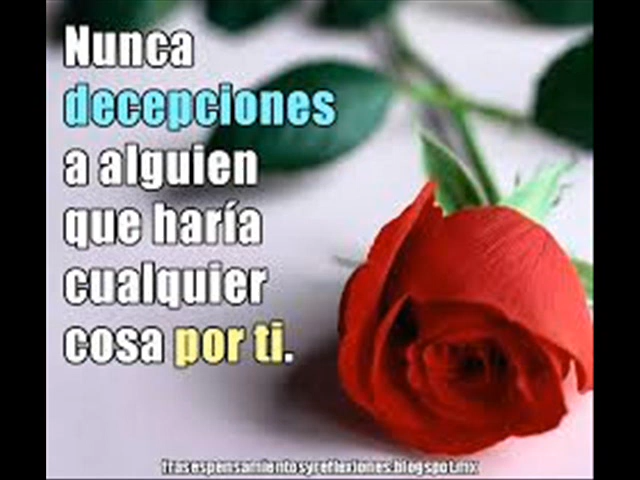 Nunca
decepciones
a alguien
que haría
cualquier
cosa por ti.
frasespensamientosyreflexiones.blogspot.mx